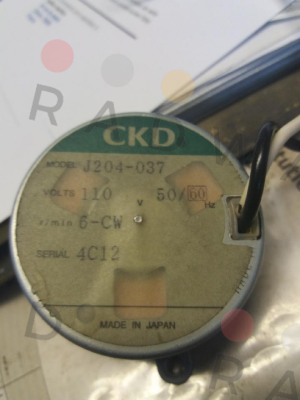 CKD
MODEL J204-037
VOLTS 110 V 50/60 Hz
r/min 6-CW
SERIAL 4C12
MADE IN JAPAN